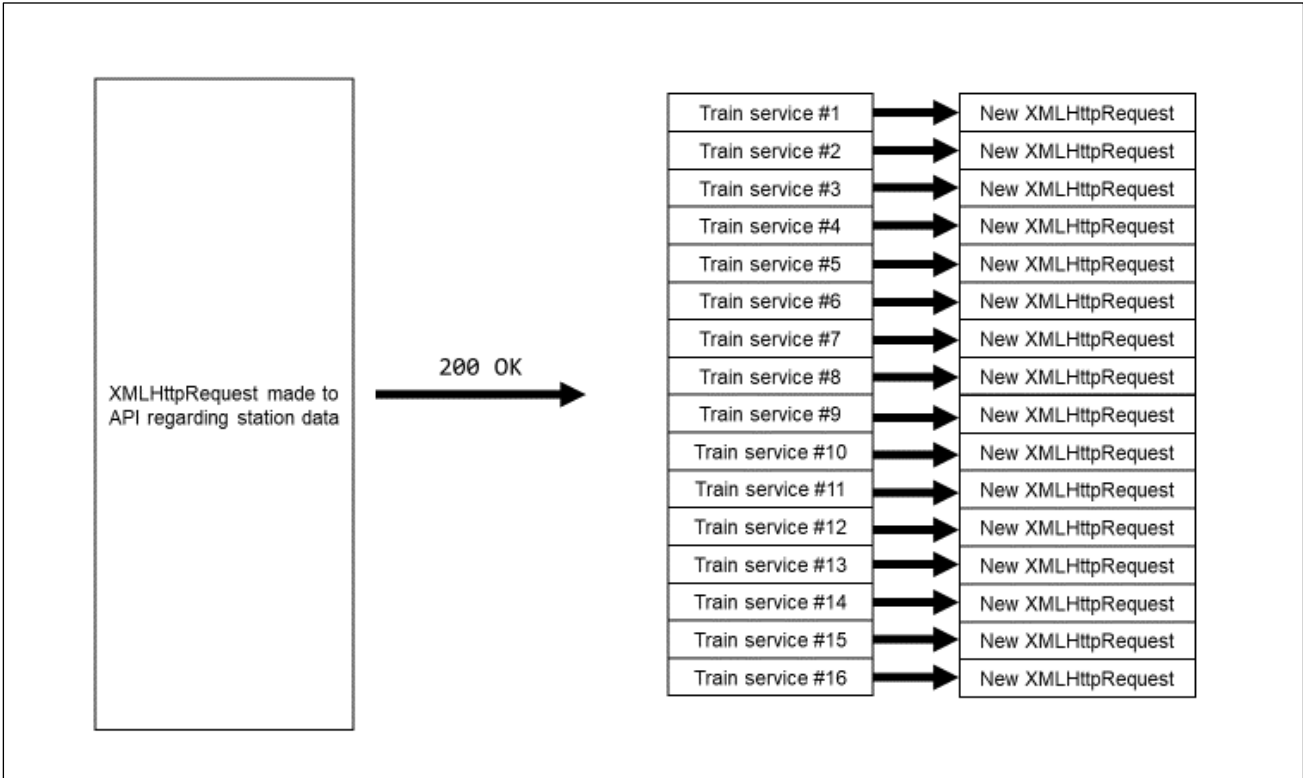 XMLHttpRequest made to
API regarding station data
200 OK
Train service #1
New XMLHttpRequest
Train service #2
New XMLHttpRequest
Train service #3
New XMLHttpRequest
Train service #4
New XMLHttpRequest
Train service #5
New XMLHttpRequest
Train service #6
New XMLHttpRequest
Train service #7
New XMLHttpRequest
Train service #8
New XMLHttpRequest
Train service #9
New XMLHttpRequest
Train service #10
New XMLHttpRequest
Train service #11
New XMLHttpRequest
Train service #12
New XMLHttpRequest
Train service #13
New XMLHttpRequest
Train service #14
New XMLHttpRequest
Train service #15
New XMLHttpRequest
Train service #16
New XMLHttpRequest